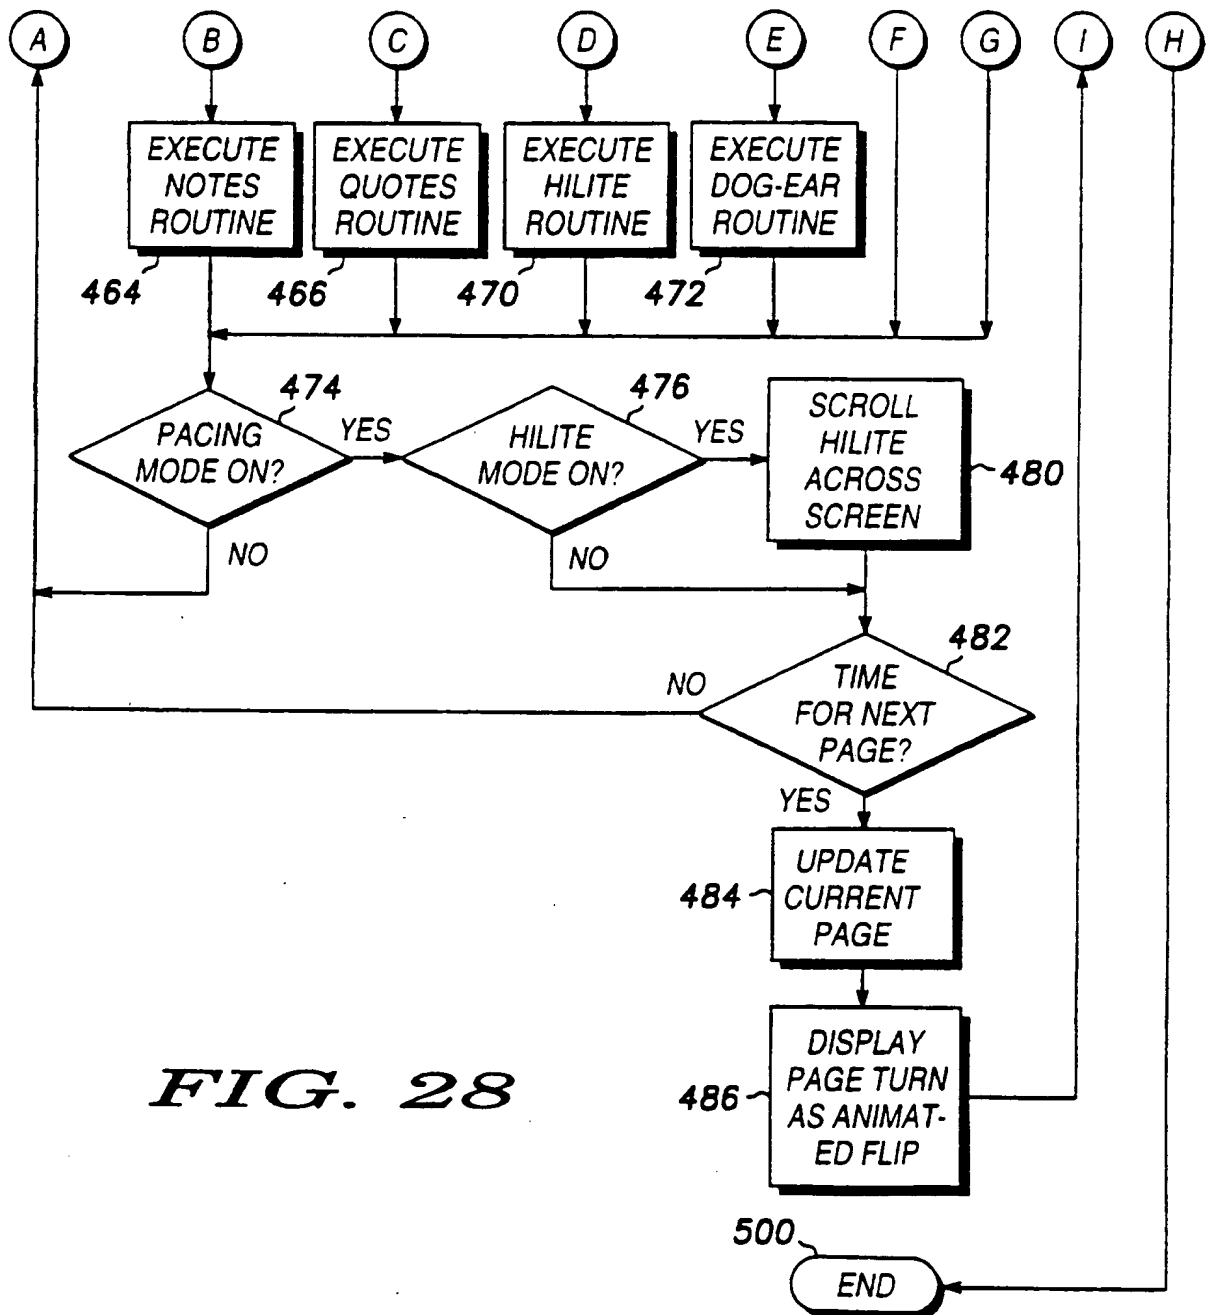 A B C D E F G I H
EXECUTE
NOTES
ROUTINE
464
EXECUTE
QUOTES
ROUTINE
466
EXECUTE
HILITE
ROUTINE
470
EXECUTE
DOG-EAR
ROUTINE
472
PACING
MODE ON?
474
YES
NO
HILITE
MODE ON?
476
YES
NO
SCROLL
HILITE
ACROSS
SCREEN
480
TIME
FOR NEXT
PAGE?
482
NO
YES
UPDATE
CURRENT
PAGE
484
DISPLAY
PAGE TURN
AS ANIMAT-
ED FLIP
486
FIG. 28
500
END